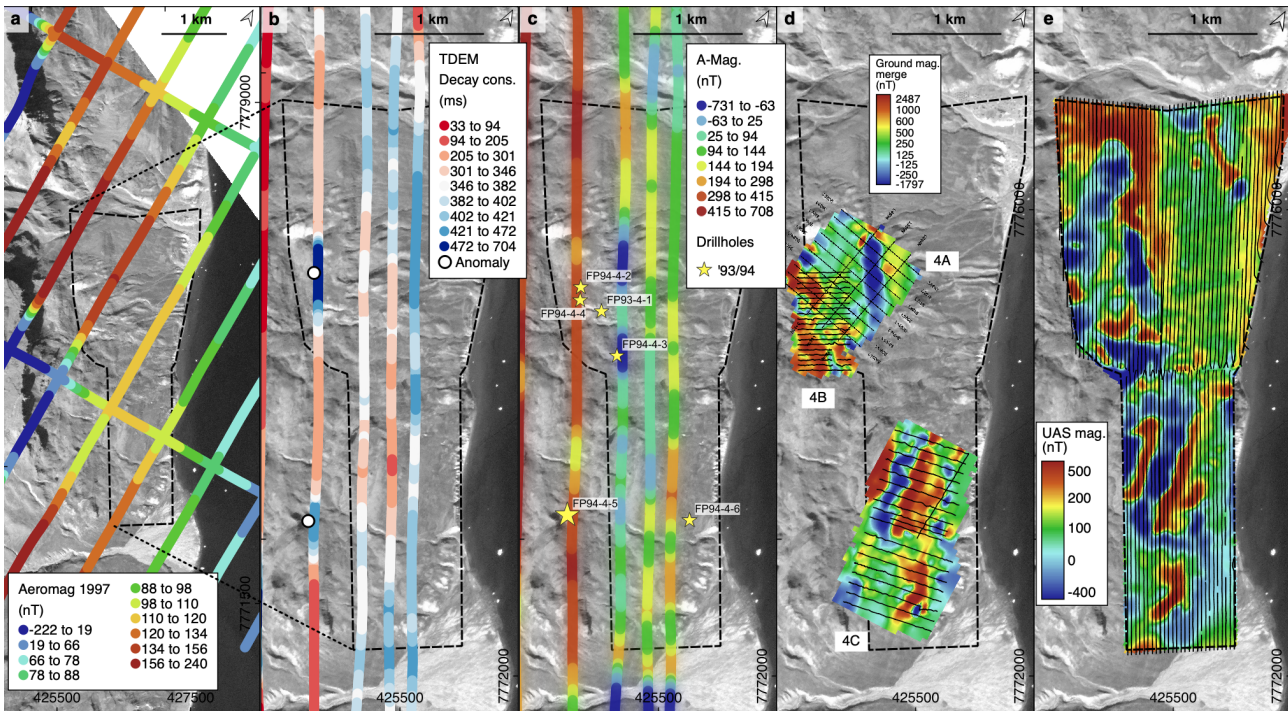 a
1 km
7779000
7771500
Aeromag 1997
(nT)
-222 to 19
19 to 66
66 to 78
78 to 88
88 to 98
98 to 110
110 to 120
120 to 134
134 to 156
156 to 240
425500
427500
b
1 km
TDEM
Decay cons.
(ms)
33 to 94
94 to 205
205 to 301
301 to 346
346 to 382
382 to 402
402 to 421
421 to 472
472 to 704
Anomaly
425500
c
1 km
A-Mag.
(nT)
-731 to -63
-63 to 25
25 to 94
94 to 144
144 to 194
194 to 298
298 to 415
415 to 708
Drillholes
'93/94
FP94-4-2
FP93-4-1
FP94-4-4
FP94-4-3
FP94-4-5
FP94-4-6
7772000
425500
d
1 km
Ground mag.
merge
(nT)
2487
1000
600
500
250
125
-125
-250
-1797
4A
4B
4C
7776000
7772000
425500
e
1 km
UAS mag.
(nT)
500
200
100
0
-400
425500